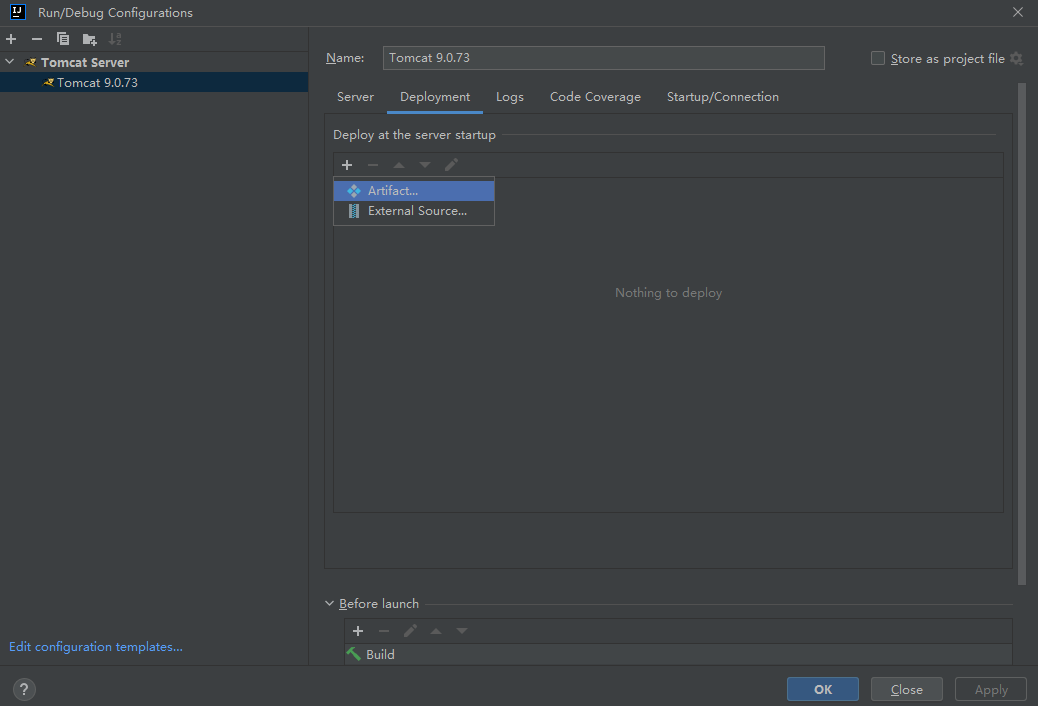 Run/Debug Configurations
Tomcat Server
Tomcat 9.0.73
Name: Tomcat 9.0.73 Store as project file
Server Deployment Logs Code Coverage Startup/Connection
Deploy at the server startup
Artifact...
External Source...
Nothing to deploy
Before launch
Build
Edit configuration templates...
? OK Close Apply